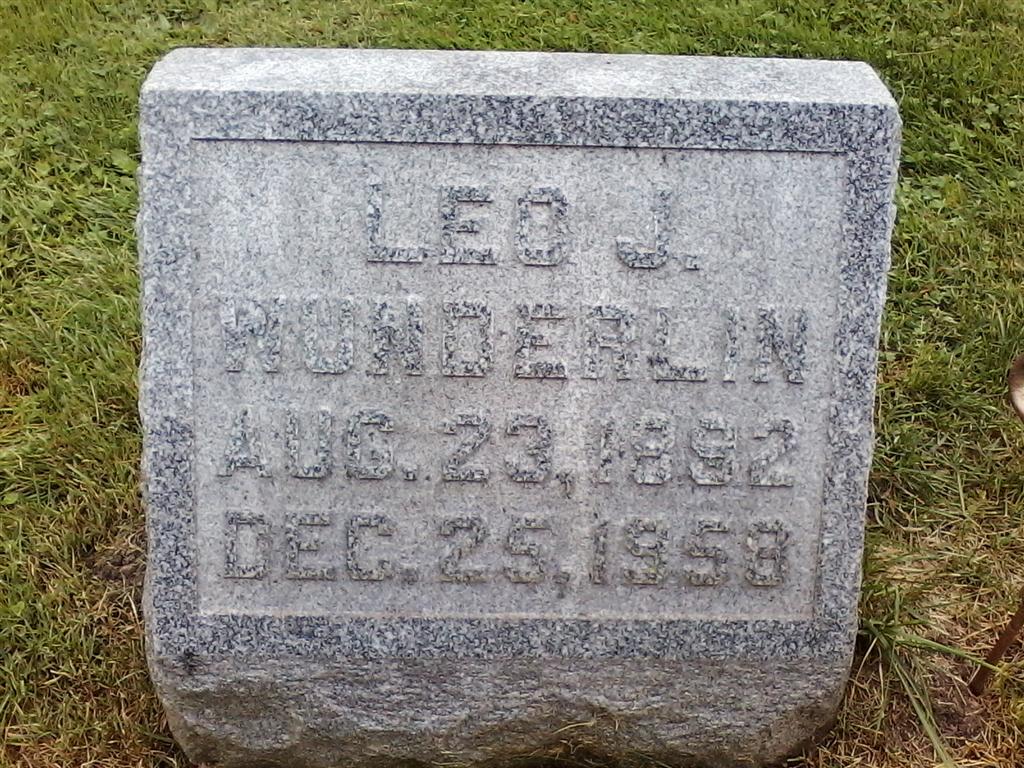 LEO J.
WUNDERLIN
AUG. 23, 1892
DEC. 25, 1958